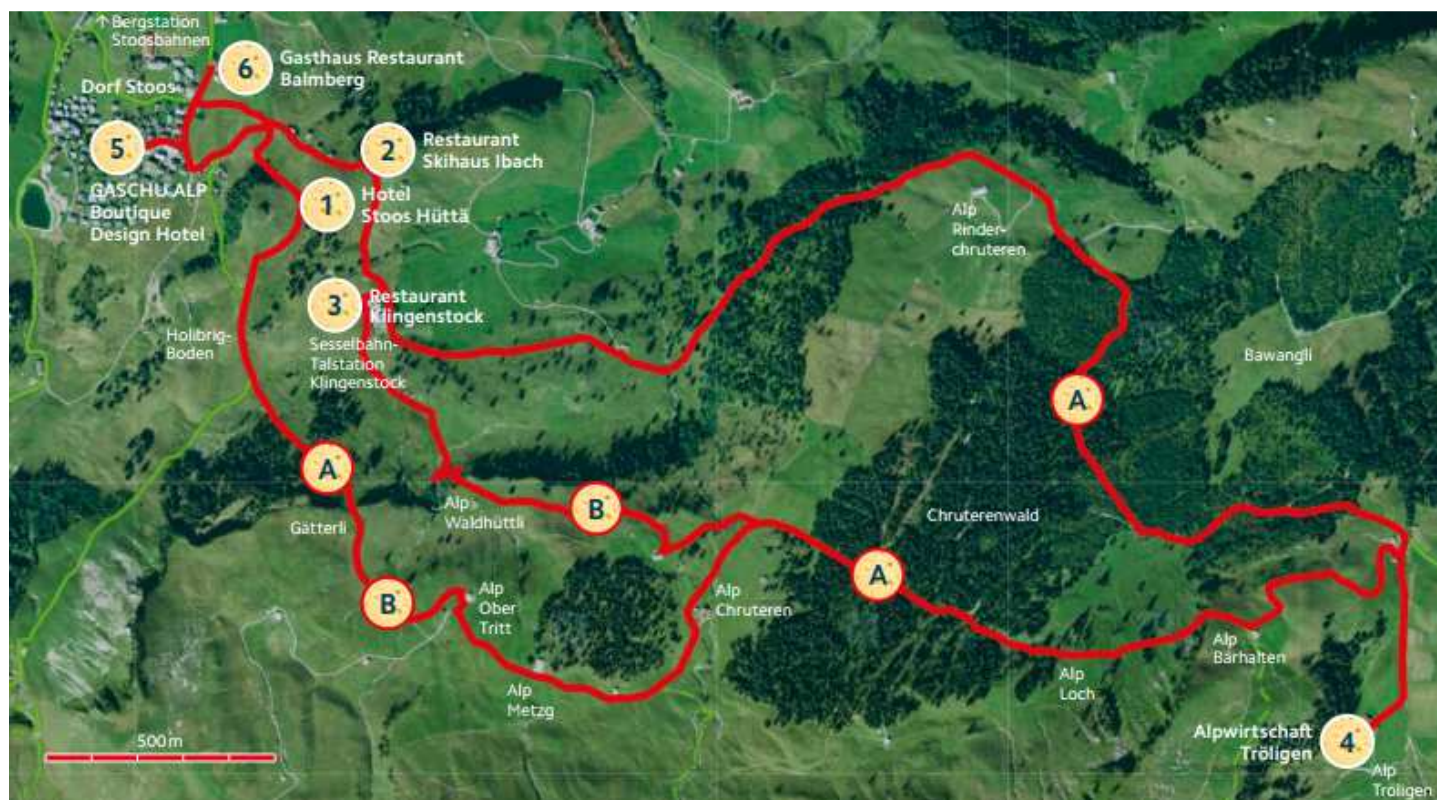 ↑ Bergstation
Stoosbahnen
6
Gasthaus Restaurant
Balmberg
Dorf Stoos
5
GASCHU.ALP
Boutique
Design Hotel
2
Restaurant
Skihaus Ibach
1
Hotel
Stoos Hüttä
3
Restaurant
Klingenstock
Sesselbahn-
Talstation
Klingenstock
Holibrig-
Boden
Alp
Rinder-
chruteren
Bawangli
A
A
Gätterli
Alp
Waldhüttli
B
Chruterenwald
A
B
Alp
Ober
Tritt
Alp
Chruteren
Alp
Metzg
Alp
Loch
Alp
Bärhalten
500 m
Alpwirtschaft
Tröligen
4
Alp
Tröligen